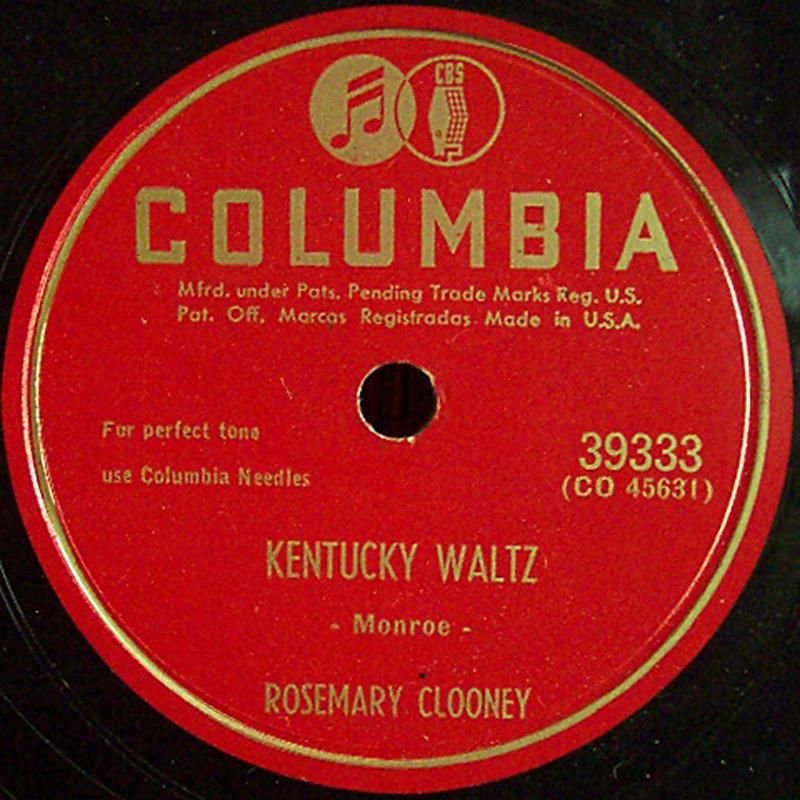 CBS
COLUMBIA
Mfrd. under Pats. Pending Trade Marks Reg. U.S.
Pat. Off. Marcas Registradas Made in U.S.A.
For perfect tone
use Columbia Needles
39333
(CO 45631)
KENTUCKY WALTZ
- Monroe -
ROSEMARY CLOONEY